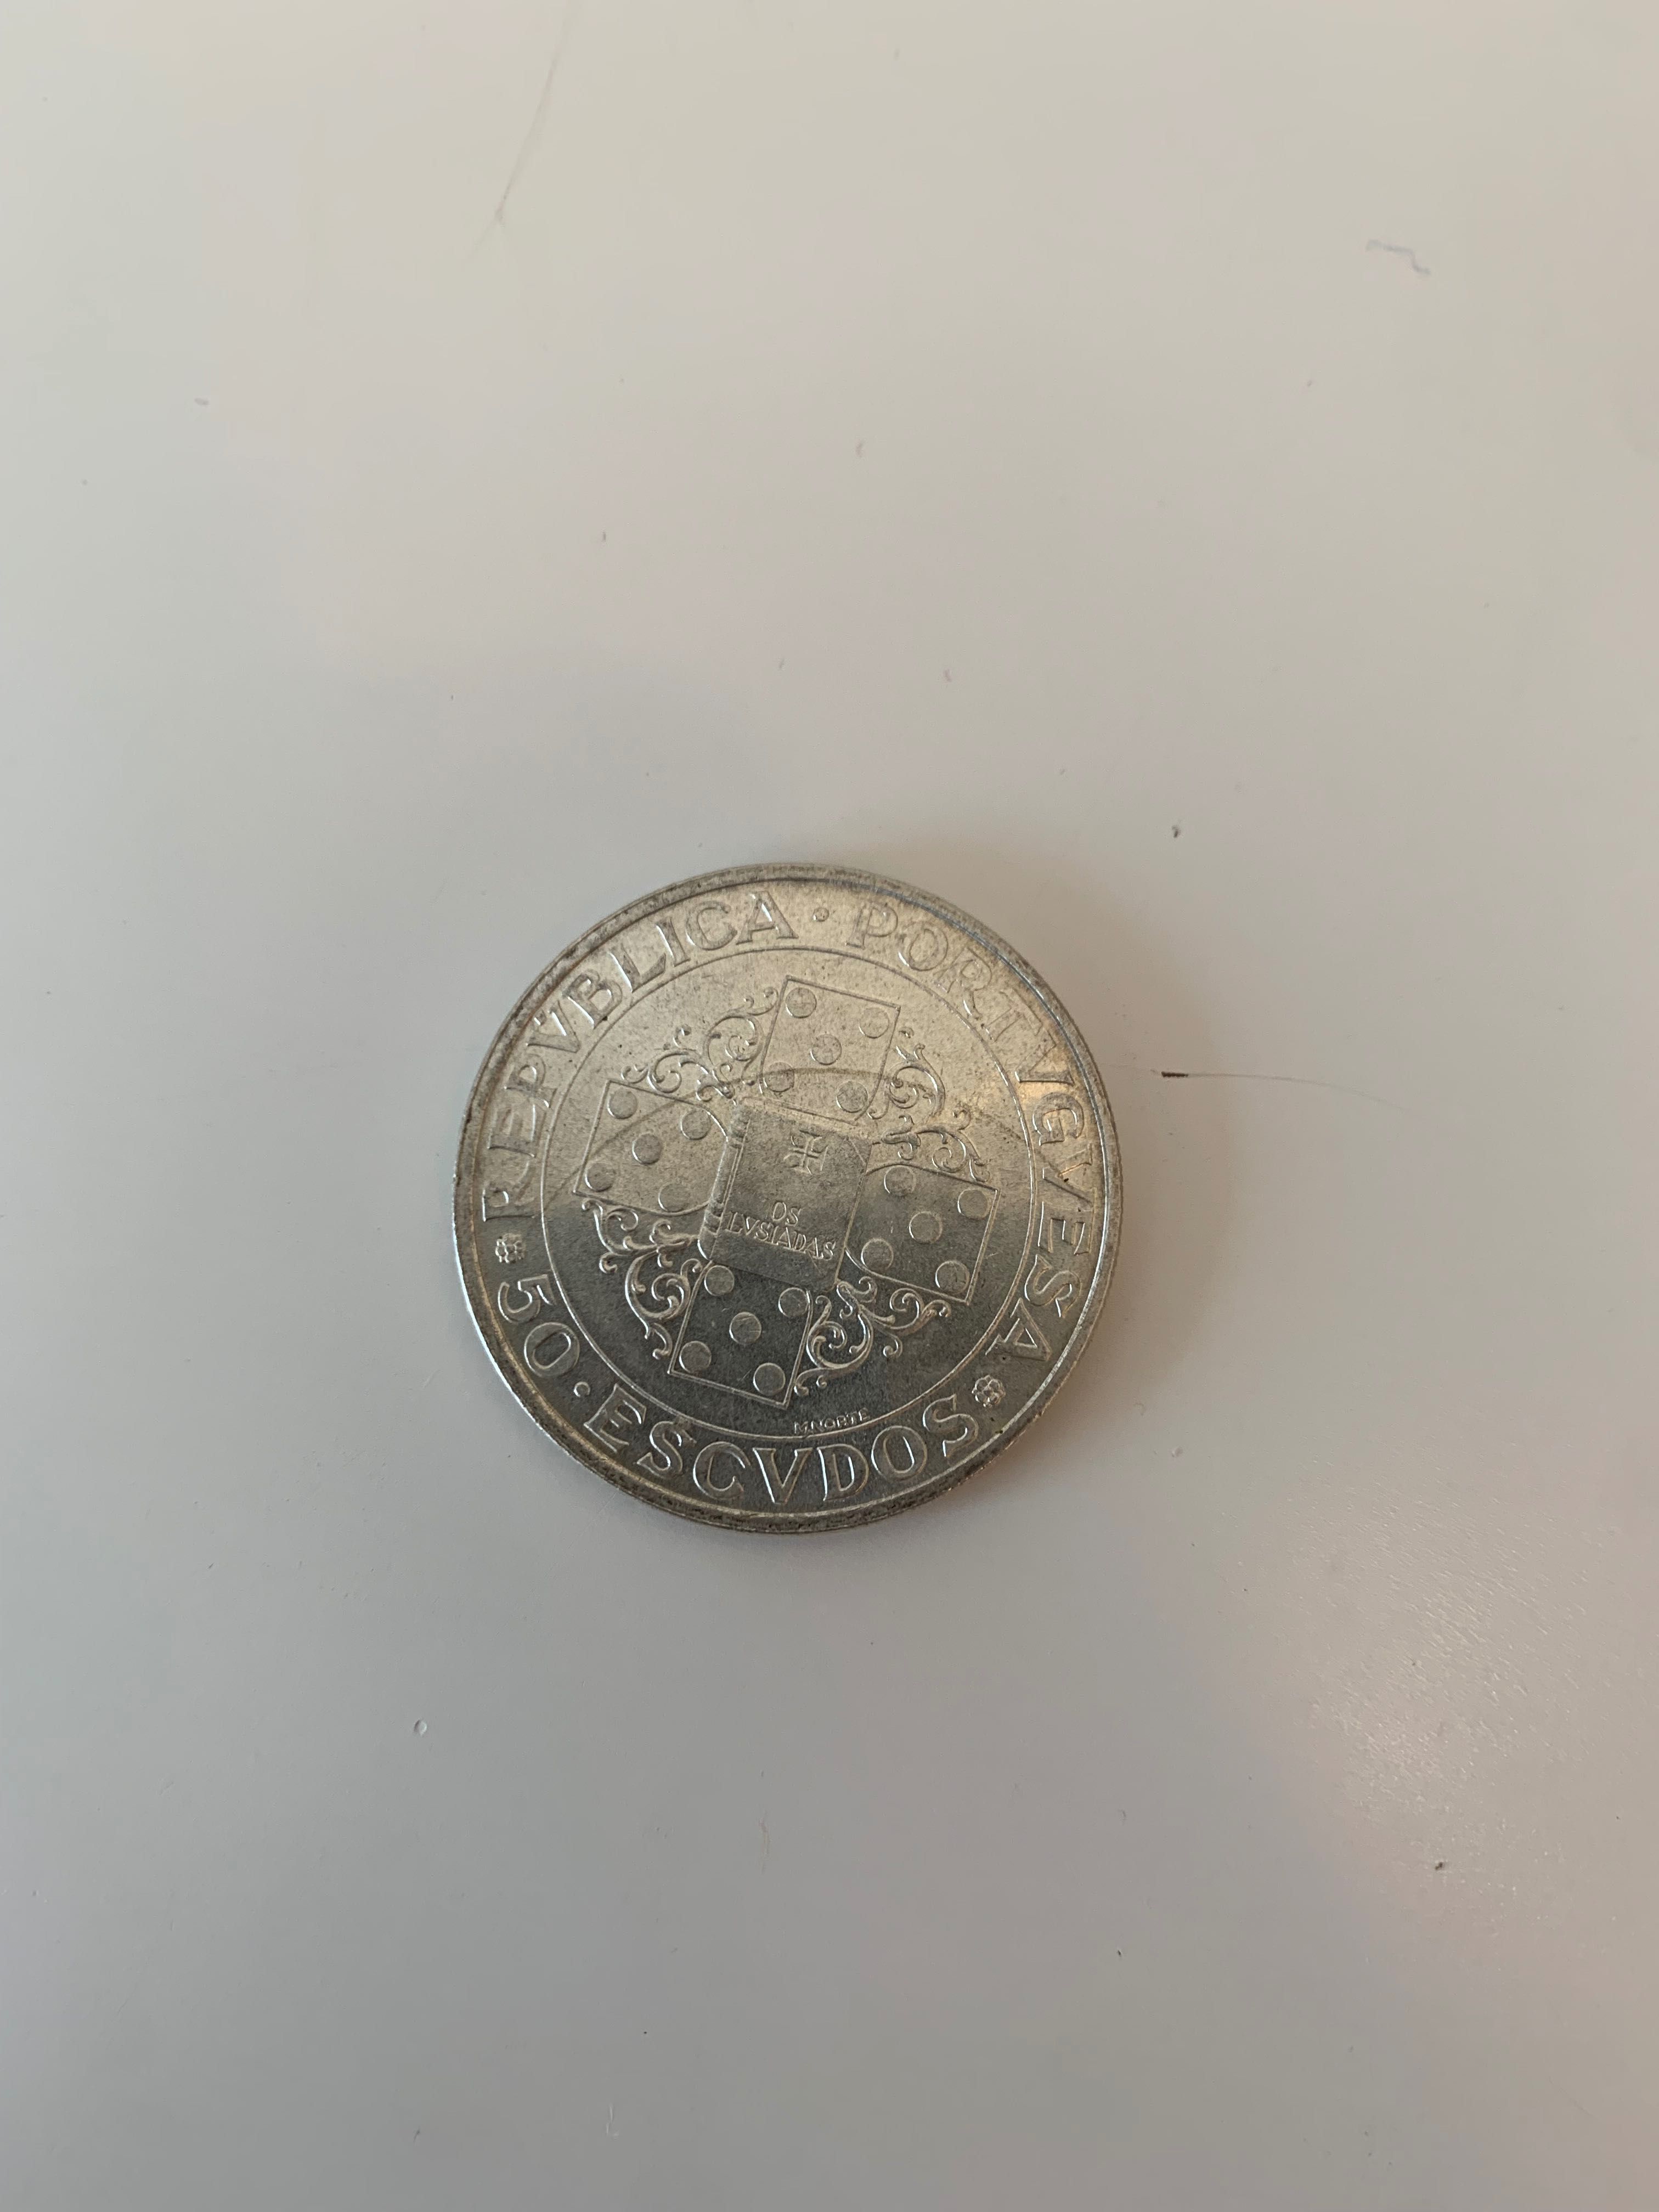 REPVBLICA · PORTVGVESA
OS
LVSIADAS
M.NORTE
50 · ESCVDOS